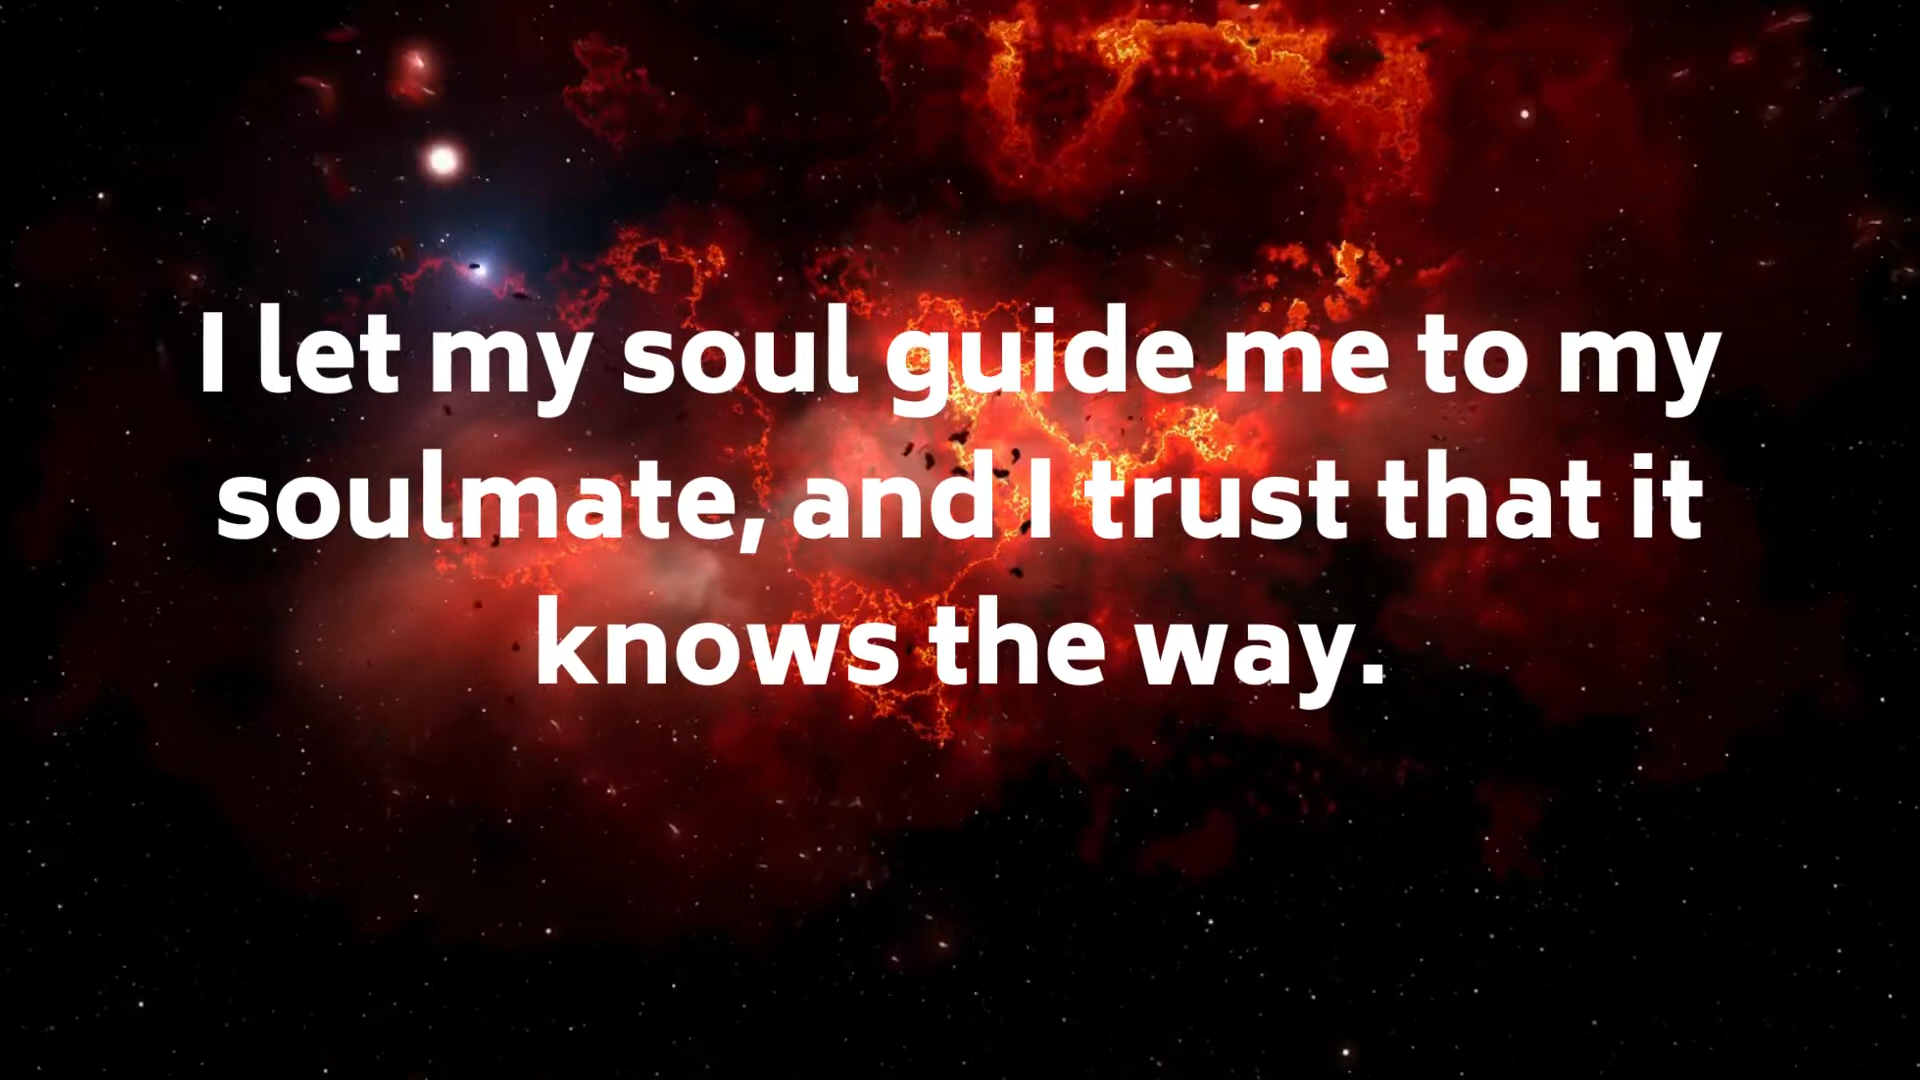 I let my soul guide me to my
soulmate, and I trust that it
knows the way.